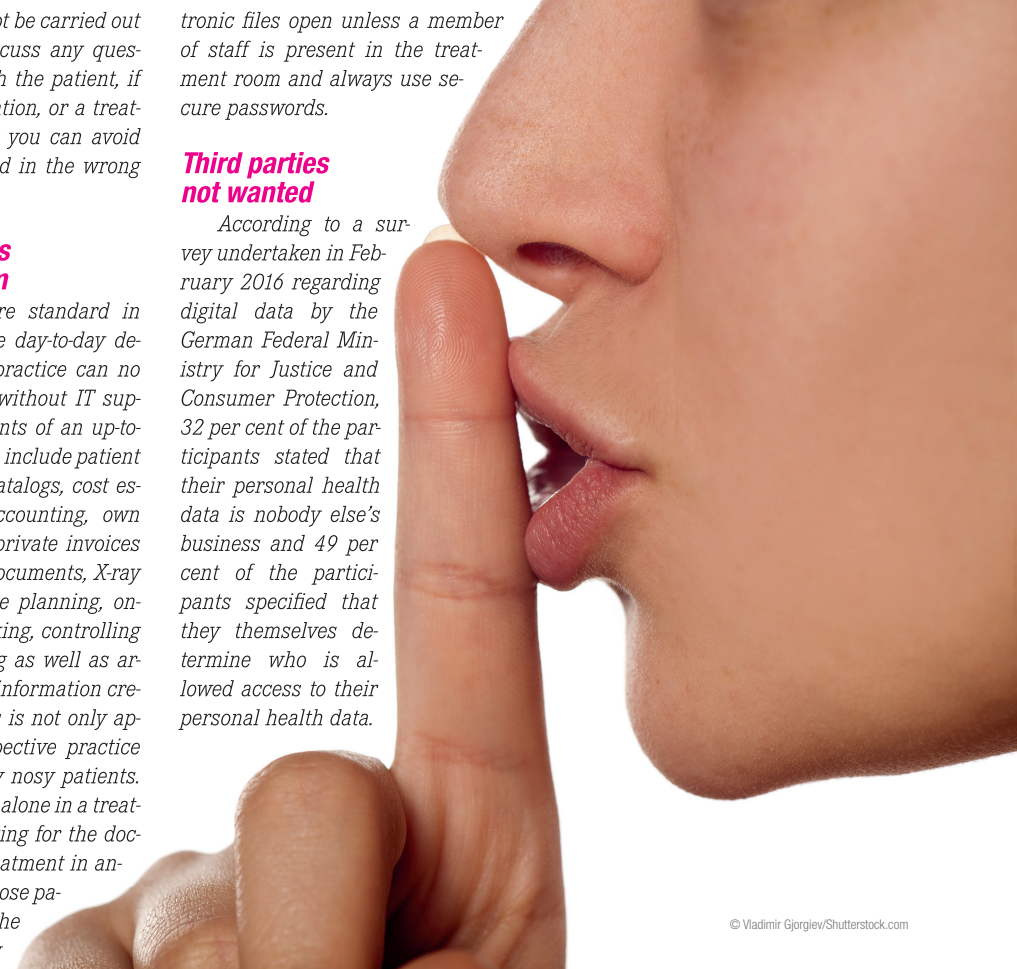 ot be carried out
cuss any ques-
h the patient, if
ation, or a treat-
you can avoid
d in the wrong
s
n
re standard in
e day-to-day de-
practice can no
without IT sup-
nts of an up-to-
include patient
atalogs, cost es-
ccounting, own
private invoices
ocuments, X-ray
e planning, on-
king, controlling
g as well as ar-
information cre-
is not only ap-
pective practice
y nosy patients.
alone in a treat-
ting for the doc-
atment in an-
ose pa-
he
tronic files open unless a member
of staff is present in the treat-
ment room and always use se-
cure passwords.
Third parties
not wanted
According to a sur-
vey undertaken in Feb-
ruary 2016 regarding
digital data by the
German Federal Min-
istry for Justice and
Consumer Protection,
32 per cent of the par-
ticipants stated that
their personal health
data is nobody else's
business and 49 per
cent of the partici-
pants specified that
they themselves de-
termine who is al-
lowed access to their
personal health data.
© Vladimir Gjorgiev/Shutterstock.com